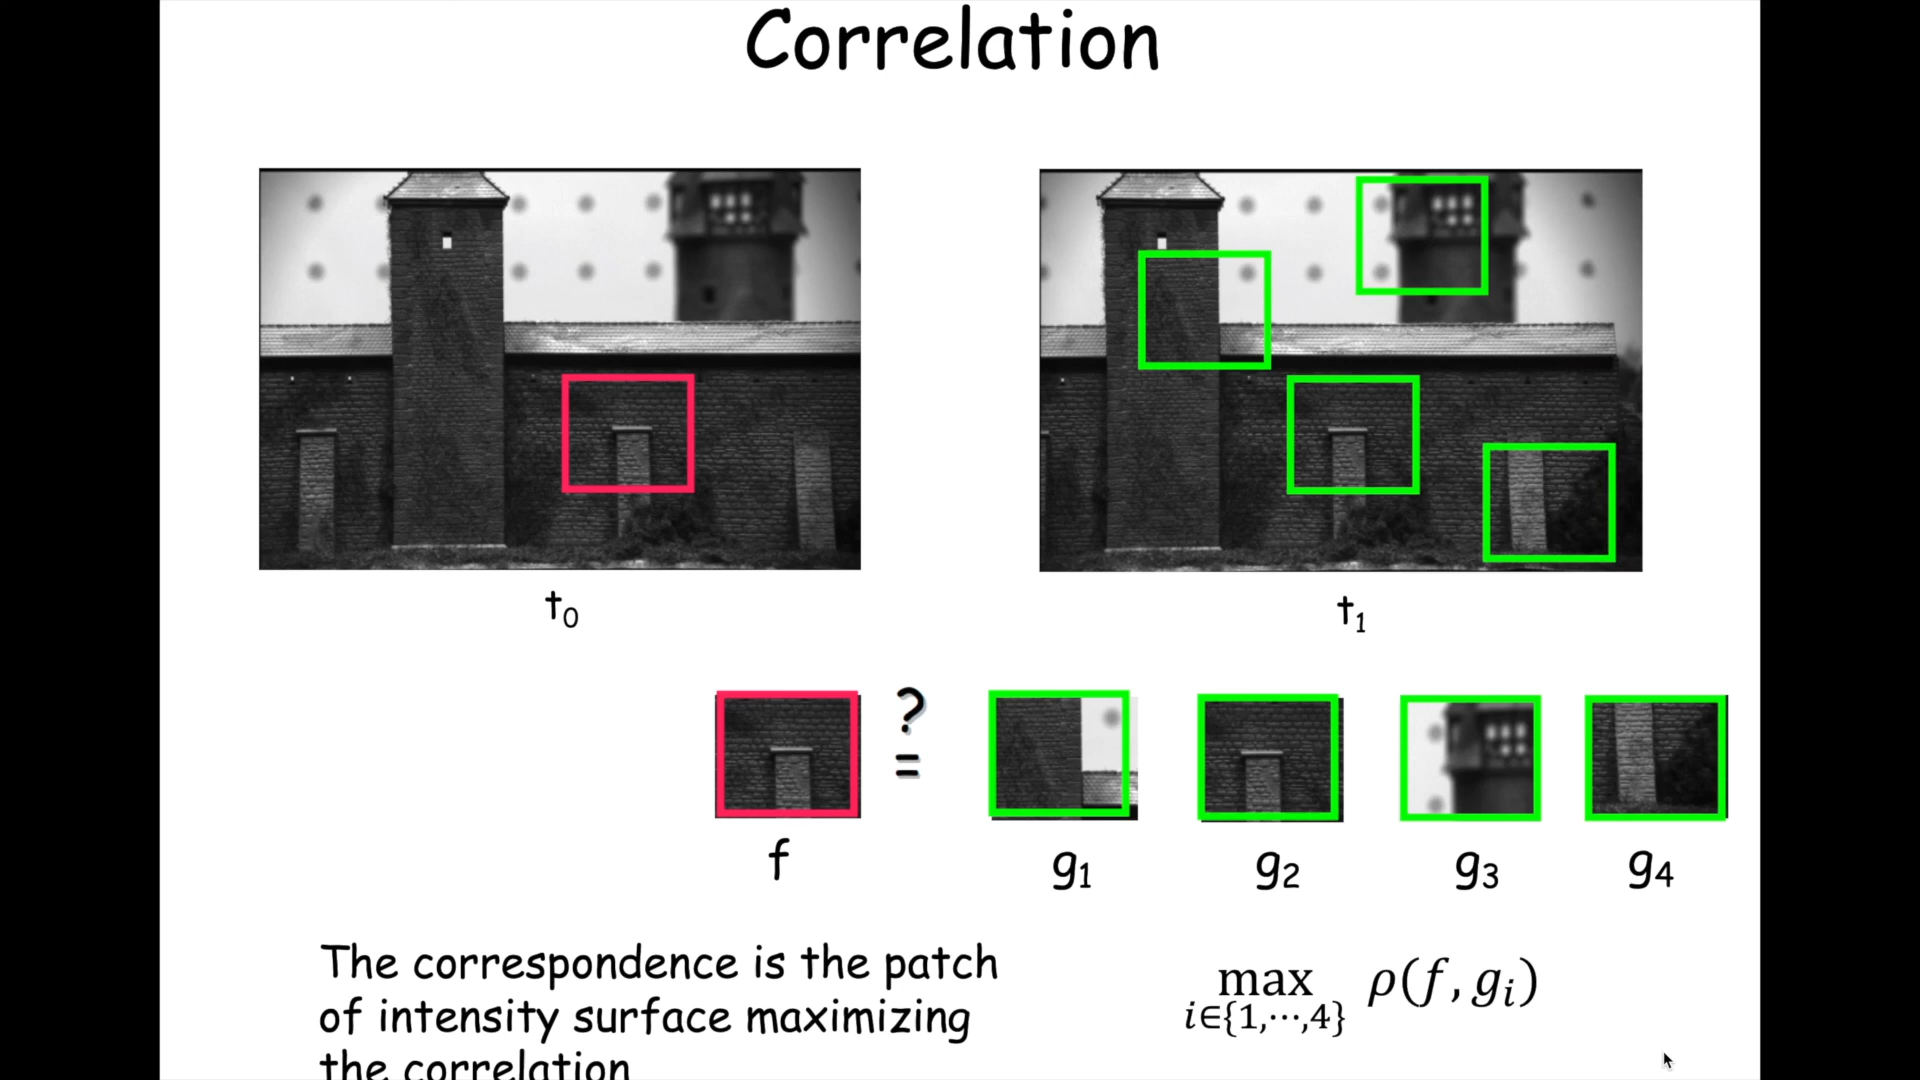 Correlation
t₀
t₁
?
=
f
g₁
g₂
g₃
g₄
The correspondence is the patch
of intensity surface maximizing
the correlation
max ρ(f, gᵢ)
i∈{1,⋯,4}